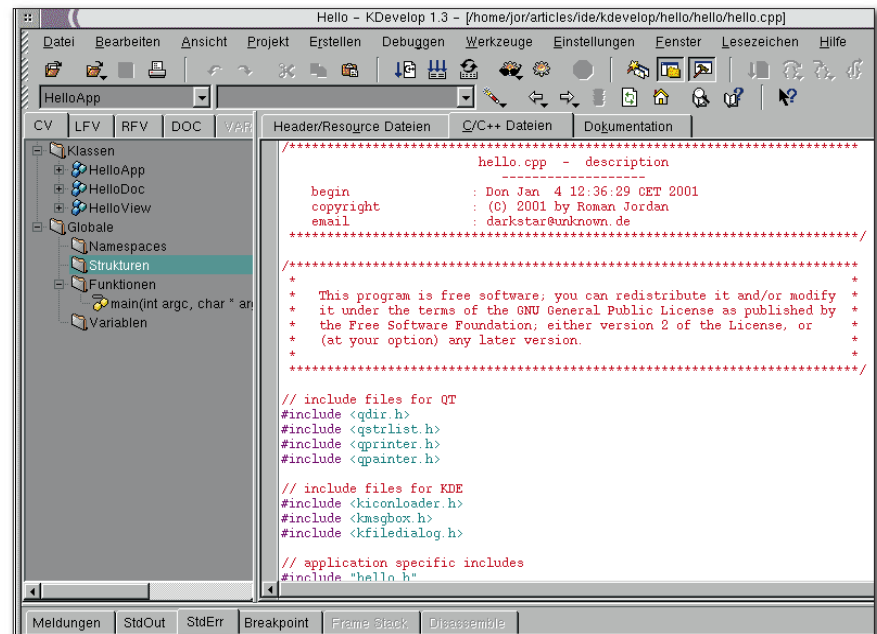 Hello - KDevelop 1.3 - [/home/jor/articles/ide/kdevelop/hello/hello/hello.cpp]
Datei Bearbeiten Ansicht Projekt Erstellen Debuggen Werkzeuge Einstellungen Fenster Lesezeichen Hilfe
HelloApp
CV LFV RFV DOC VAR
Header/Resource Dateien C/C++ Dateien Dokumentation
Klassen
HelloApp
HelloDoc
HelloView
Globale
Namespaces
Strukturen
Funktionen
main(int argc, char * arg
Variablen
/***************************************************************************
hello.cpp - description
-------------------
begin : Don Jan 4 12:36:29 CET 2001
copyright : (C) 2001 by Roman Jordan
email : darkstar@unknown.de
***************************************************************************/
/***************************************************************************
* *
* This program is free software; you can redistribute it and/or modify *
* it under the terms of the GNU General Public License as published by *
* the Free Software Foundation; either version 2 of the License, or *
* (at your option) any later version. *
* *
***************************************************************************/
// include files for QT
#include <qdir.h>
#include <qstrlist.h>
#include <qprinter.h>
#include <qpainter.h>
// include files for KDE
#include <kiconloader.h>
#include <kmsgbox.h>
#include <kfiledialog.h>
// application specific includes
#include "hello.h"
Meldungen StdOut StdErr Breakpoint Frame Stack Disassemble